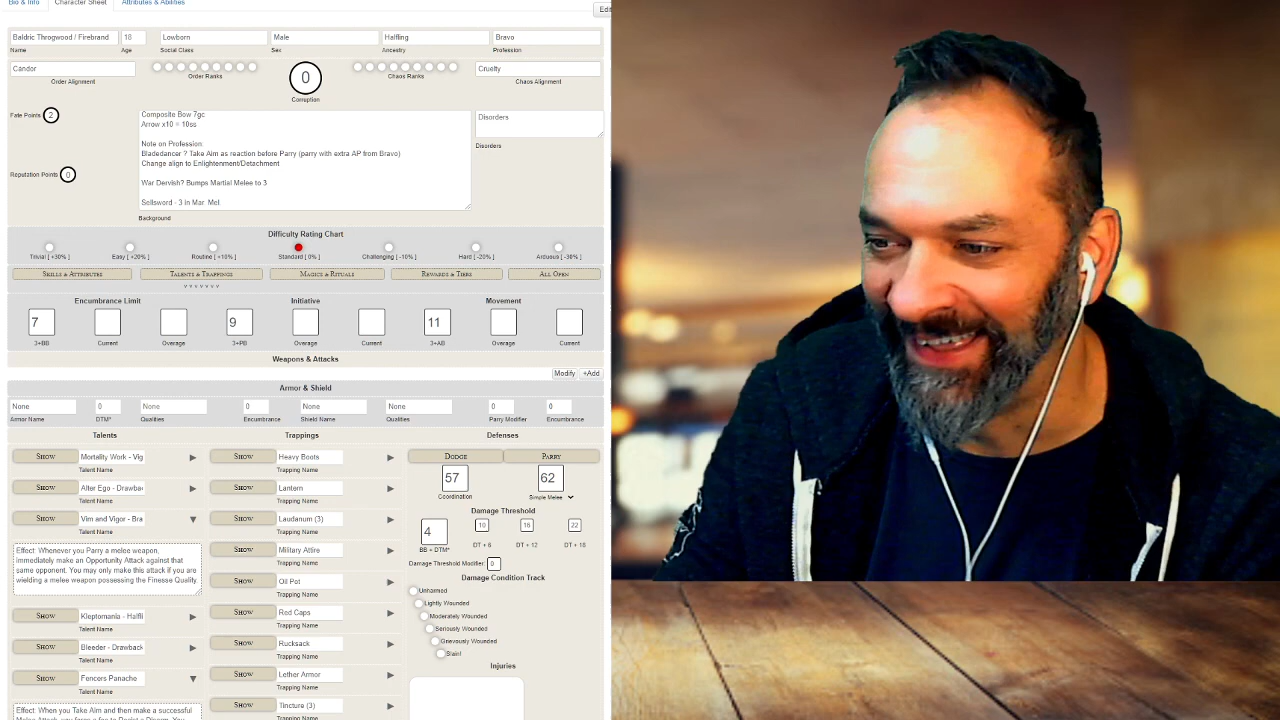 Bio & Info Character Sheet Attributes & Abilities
Baldric Throgwood / Firebrand 18 Lowborn Male Halfling Bravo
Name Age Social Class Sex Ancestry Profession
Candor 0 Cruelty
Order Alignment Order Ranks Corruption Chaos Ranks Chaos Alignment
Fate Points 2
Composite Bow 7gc
Arrow x10 = 10ss
Note on Profession:
Bladedancer ? Take Aim as reaction before Parry (parry with extra AP from Bravo)
Change align to Enlightenment/Detachment
War Dervish? Bumps Martial Melee to 3
Sellsword - 3 in Mar. Mel.
Background
Disorders
Disorders
Reputation Points 0
Difficulty Rating Chart
Trivial [ +30% ] Easy [ +20% ] Routine [ +10% ] Standard [ 0% ] Challenging [ -10% ] Hard [ -20% ] Arduous [ -30% ]
Skills & Attributes Talents & Trappings Magics & Rituals Rewards & Tiers All Open
Encumbrance Limit Initiative Movement
7 9 11
3+BB Current Overage 3+PB Overage Current 3+AB Overage Current
Weapons & Attacks
Modify +Add
Armor & Shield
None 0 None 0 None None 0 0
Armor Name DTM* Qualities Encumbrance Shield Name Qualities Parry Modifier Encumbrance
Talents Trappings Defenses
Show Mortality Work - Vig
Talent Name
Show Alter Ego - Drawba
Talent Name
Show Vim and Vigor - Bra
Talent Name
Effect: Whenever you Parry a melee weapon,
immediately make an Opportunity Attack against that
same opponent. You may only make this attack if you are
wielding a melee weapon possessing the Finesse Quality.
Show Kleptomania - Halfli
Talent Name
Show Bleeder - Drawback
Talent Name
Show Fencers Panache
Talent Name
Effect: When you Take Aim and then make a successful
Show Heavy Boots
Trapping Name
Show Lantern
Trapping Name
Show Laudanum (3)
Trapping Name
Show Military Attire
Trapping Name
Show Oil Pot
Trapping Name
Show Red Caps
Trapping Name
Show Rucksack
Trapping Name
Show Lether Armor
Trapping Name
Show Tincture (3)
Trapping Name
Dodge Parry
57 62
Coordination Simple Melee
Damage Threshold
4 10 16 22
BB + DTM* DT + 6 DT + 12 DT + 18
Damage Threshold Modifier: 0
Damage Condition Track
Unharmed
Lightly Wounded
Moderately Wounded
Seriously Wounded
Grievously Wounded
Slain!
Injuries